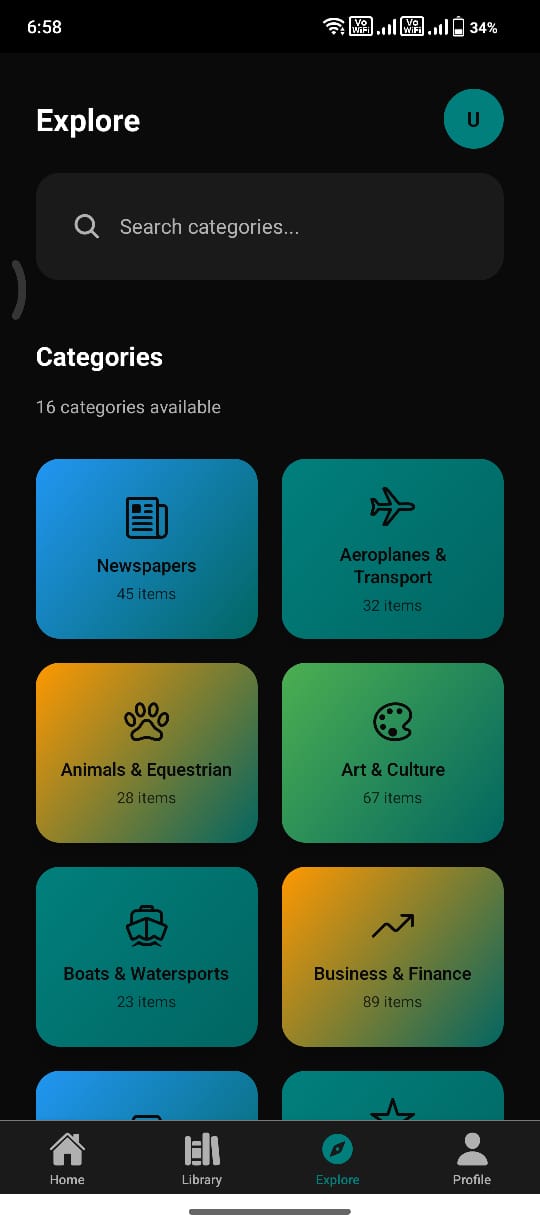 6:58
Vo
WiFi
Vo
WiFi
34%
Explore
U
Search categories...
Categories
16 categories available
Newspapers
45 items
Aeroplanes &
Transport
32 items
Animals & Equestrian
28 items
Art & Culture
67 items
Boats & Watersports
23 items
Business & Finance
89 items
Home
Library
Explore
Profile